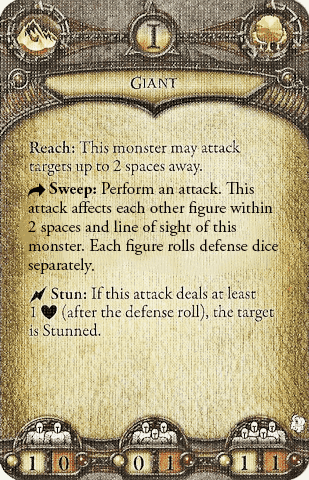 I
GIANT
Reach: This monster may attack
targets up to 2 spaces away.
Sweep: Perform an attack. This
attack affects each other figure within
2 spaces and line of sight of this
monster. Each figure rolls defense dice
separately.
Stun: If this attack deals at least
1 (after the defense roll), the target
is Stunned.
1 0 0 1 1 1